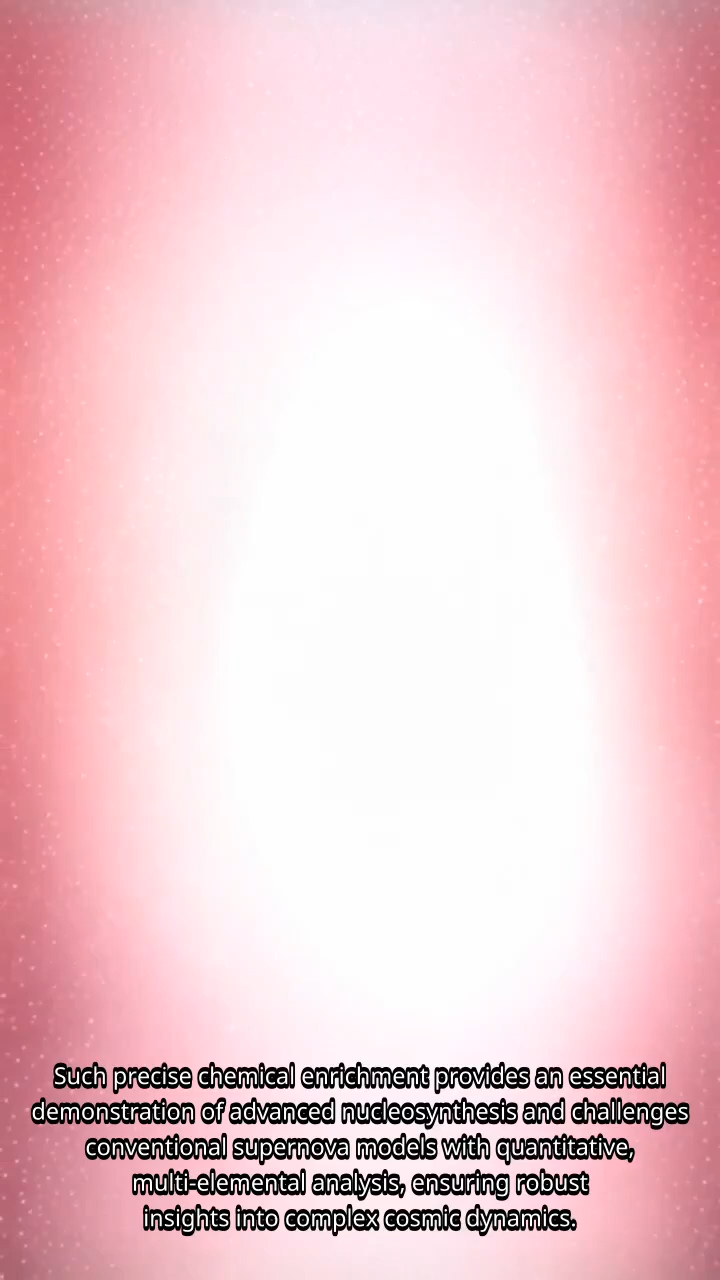 Such precise chemical enrichment provides an essential
demonstration of advanced nucleosynthesis and challenges
conventional supernova models with quantitative,
multi-elemental analysis, ensuring robust
insights into complex cosmic dynamics.